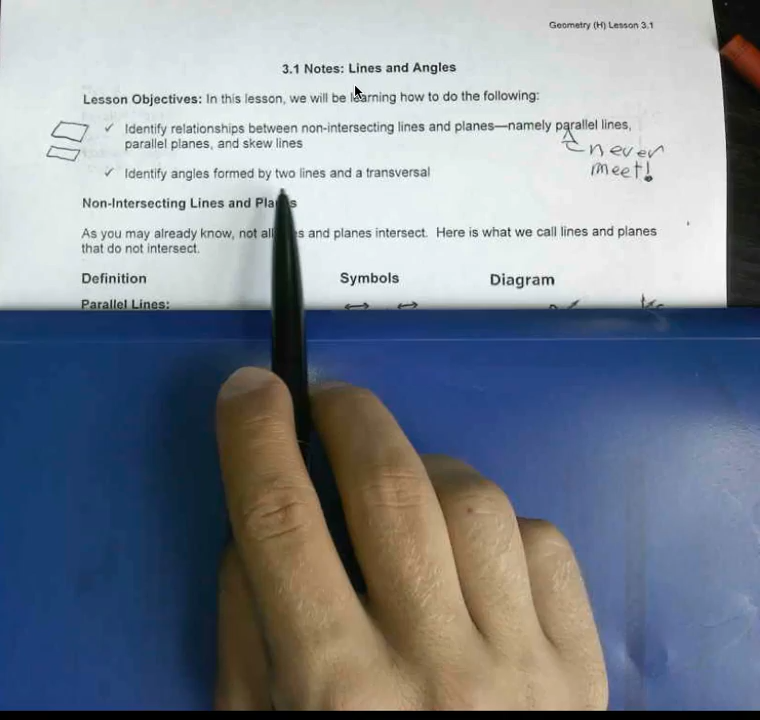 Geometry (H) Lesson 3.1
3.1 Notes: Lines and Angles
Lesson Objectives: In this lesson, we will be learning how to do the following:
✓ Identify relationships between non-intersecting lines and planes—namely parallel lines,
parallel planes, and skew lines
never
meet!
✓ Identify angles formed by two lines and a transversal
Non-Intersecting Lines and
As you may already know, not and planes intersect. Here is what we call lines and planes
that do not intersect.
Definition Symbols Diagram
Parallel Lines: